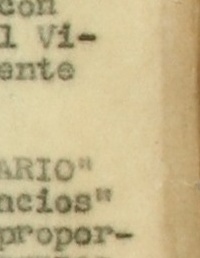 con
l Vi-
ente
ARIO"
ncios"
propor-